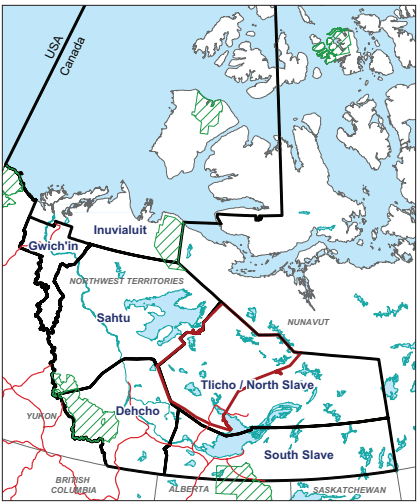 USA
Canada
Inuvialuit
Gwich'in
NORTHWEST TERRITORIES
Sahtu
NUNAVUT
Tlicho / North Slave
YUKON
Dehcho
South Slave
BRITISH
COLUMBIA
ALBERTA
SASKATCHEWAN